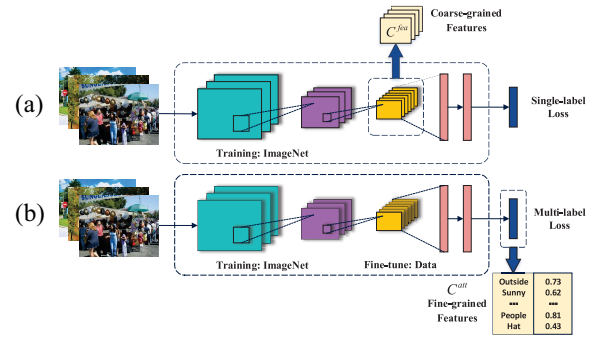 Coarse-grained
Features
C^fea
(a)
Single-label
Loss
Training: ImageNet
(b)
Multi-label
Loss
Training: ImageNet
Fine-tune: Data
C^att
Fine-grained
Features
Outside 0.73
Sunny 0.62
---
People 0.81
Hat 0.43